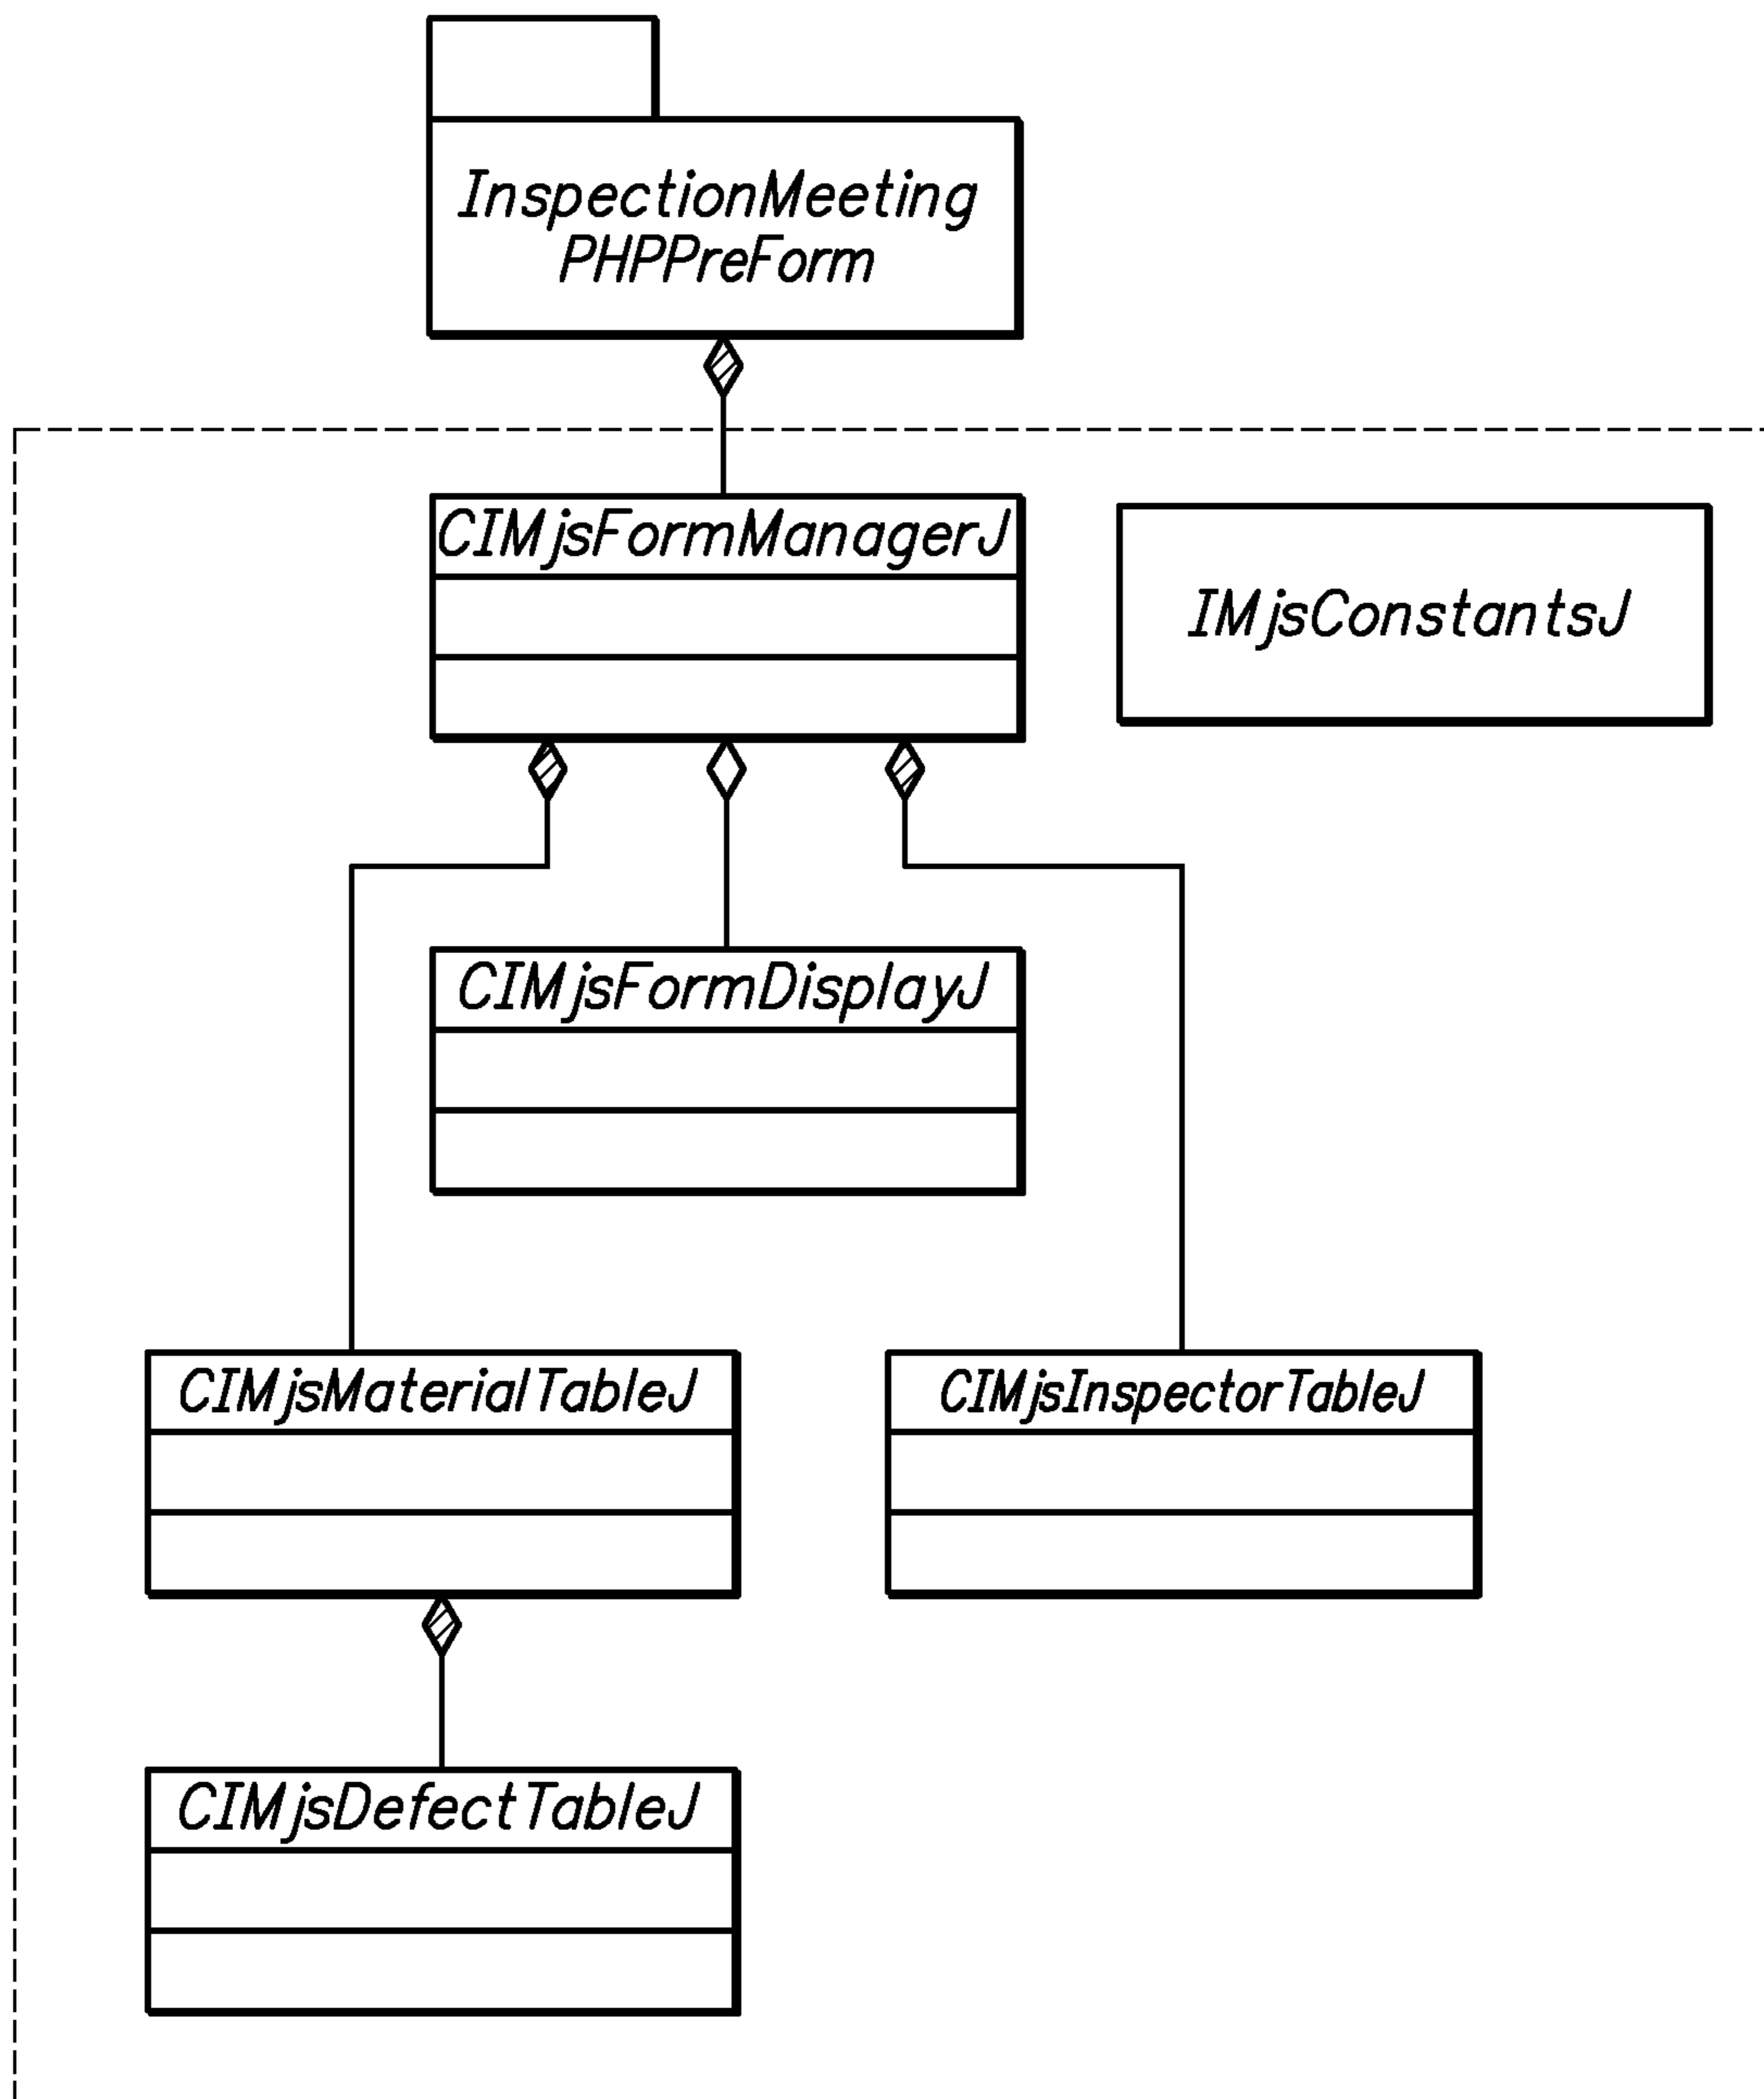 InspectionMeeting
PHPPreForm
CIMjsFormManagerJ
IMjsConstantsJ
CIMjsFormDisplayJ
CIMjsMaterialTableJ
CIMjsInspectorTableJ
CIMjsDefectTableJ